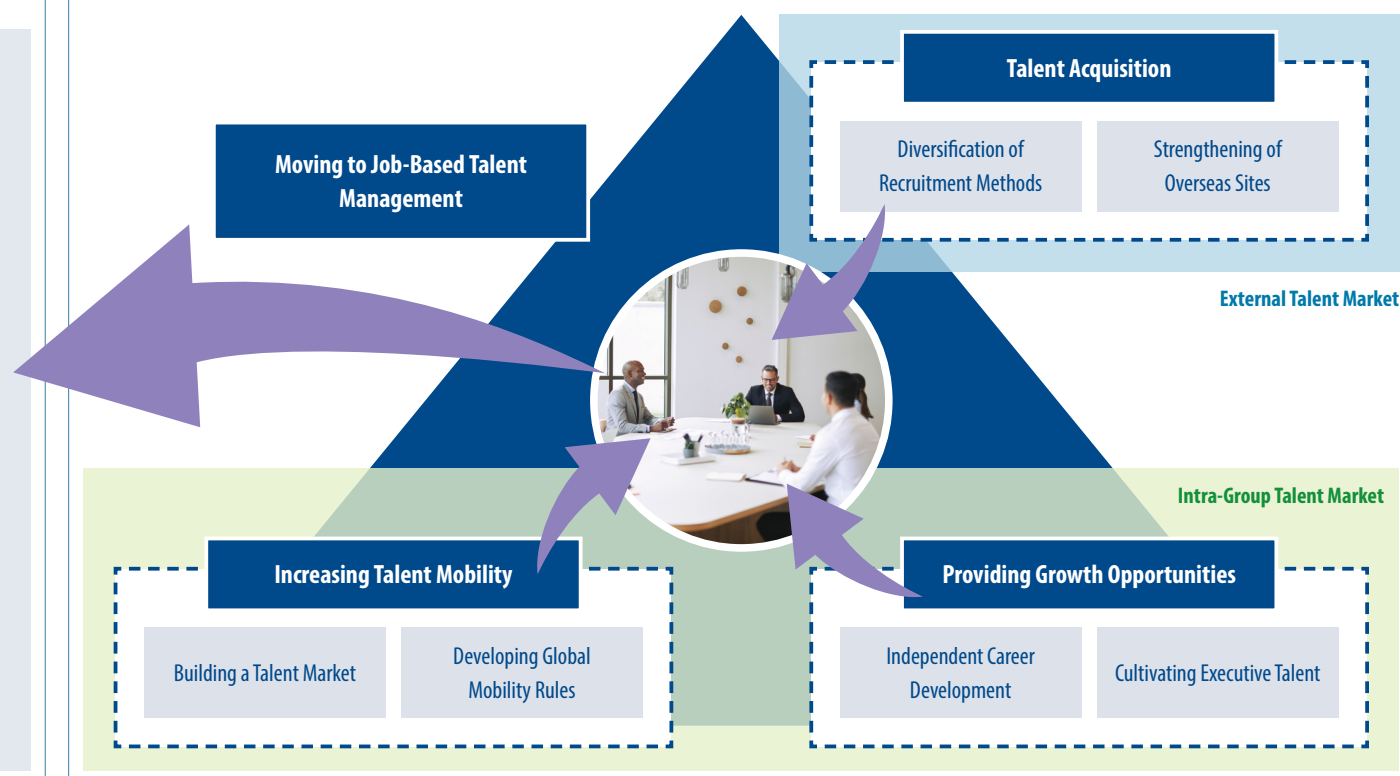 Talent Acquisition
Diversification of
Recruitment Methods
Strengthening of
Overseas Sites
Moving to Job-Based Talent
Management
External Talent Market
Intra-Group Talent Market
Increasing Talent Mobility
Building a Talent Market
Developing Global
Mobility Rules
Providing Growth Opportunities
Independent Career
Development
Cultivating Executive Talent